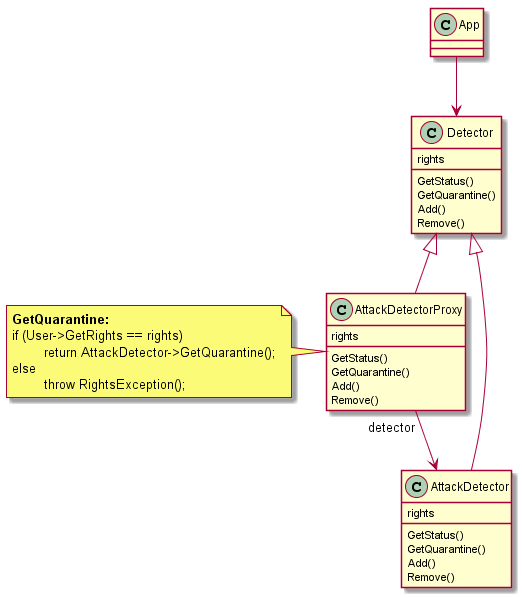 C App
C Detector
rights
GetStatus()
GetQuarantine()
Add()
Remove()
GetQuarantine:
if (User->GetRights == rights)
return AttackDetector->GetQuarantine();
else
throw RightsException();
C AttackDetectorProxy
rights
GetStatus()
GetQuarantine()
Add()
Remove()
detector
C AttackDetector
rights
GetStatus()
GetQuarantine()
Add()
Remove()